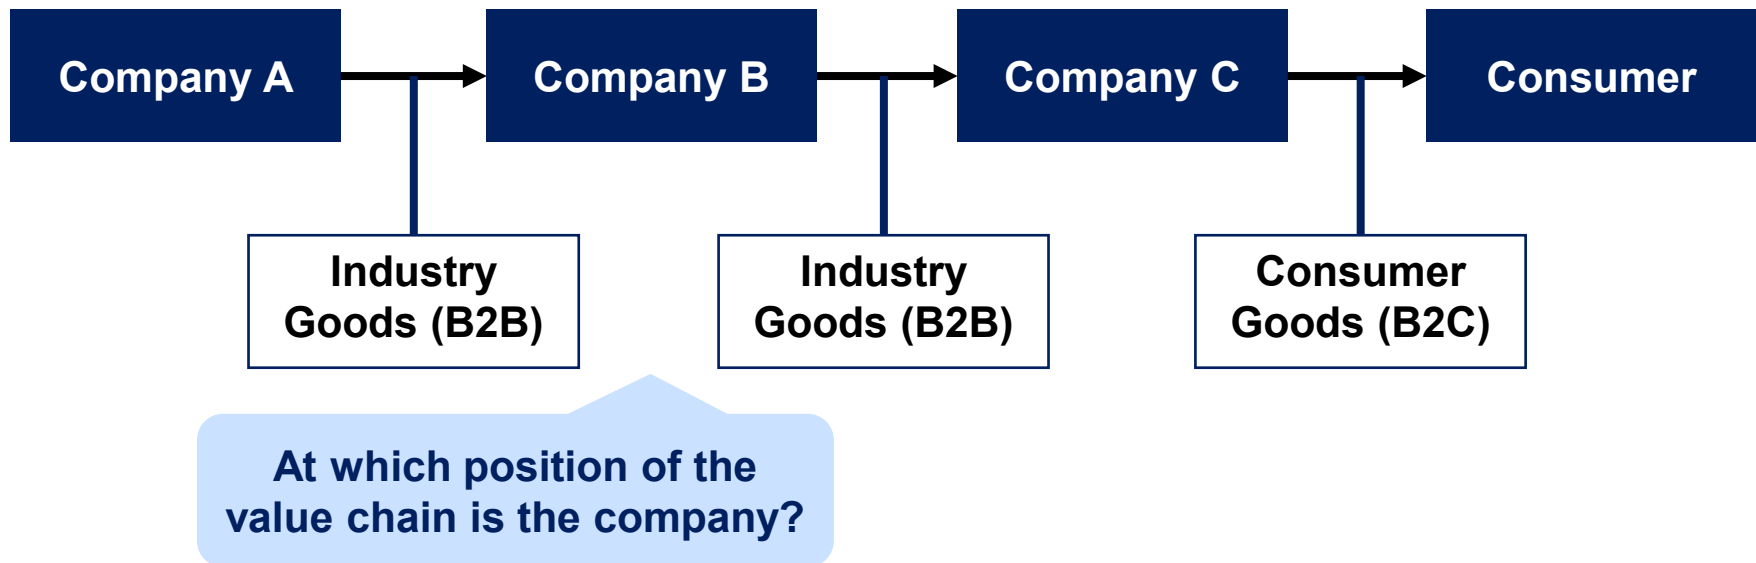 Company A
Company B
Company C
Consumer
Industry
Goods (B2B)
Industry
Goods (B2B)
Consumer
Goods (B2C)
At which position of the
value chain is the company?